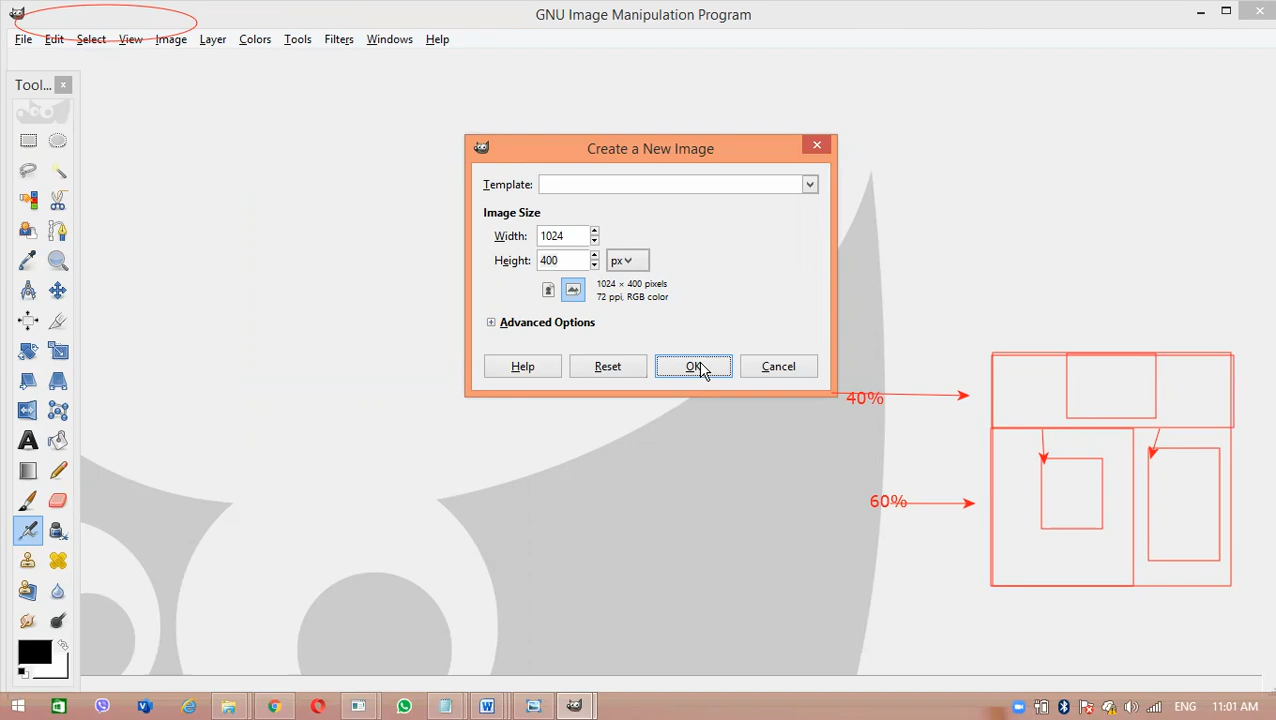 GNU Image Manipulation Program
File Edit Select View Image Layer Colors Tools Filters Windows Help
Tool...
Create a New Image
Template:
Image Size
Width: 1024
Height: 400 px
1024 × 400 pixels
72 ppi, RGB color
Advanced Options
Help Reset OK Cancel
40%
60%
ENG 11:01 AM